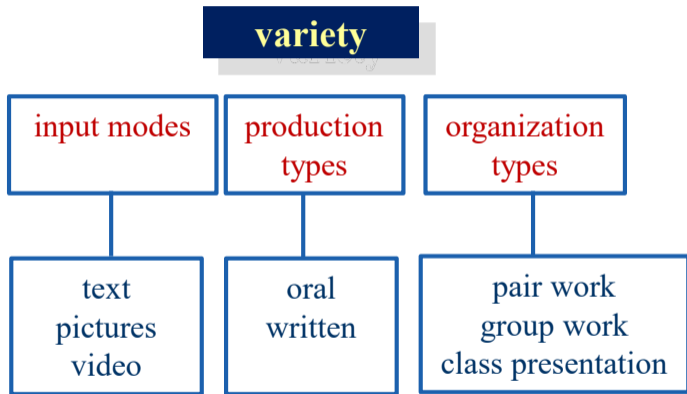 variety
input modes
production
types
organization
types
text
pictures
video
oral
written
pair work
group work
class presentation